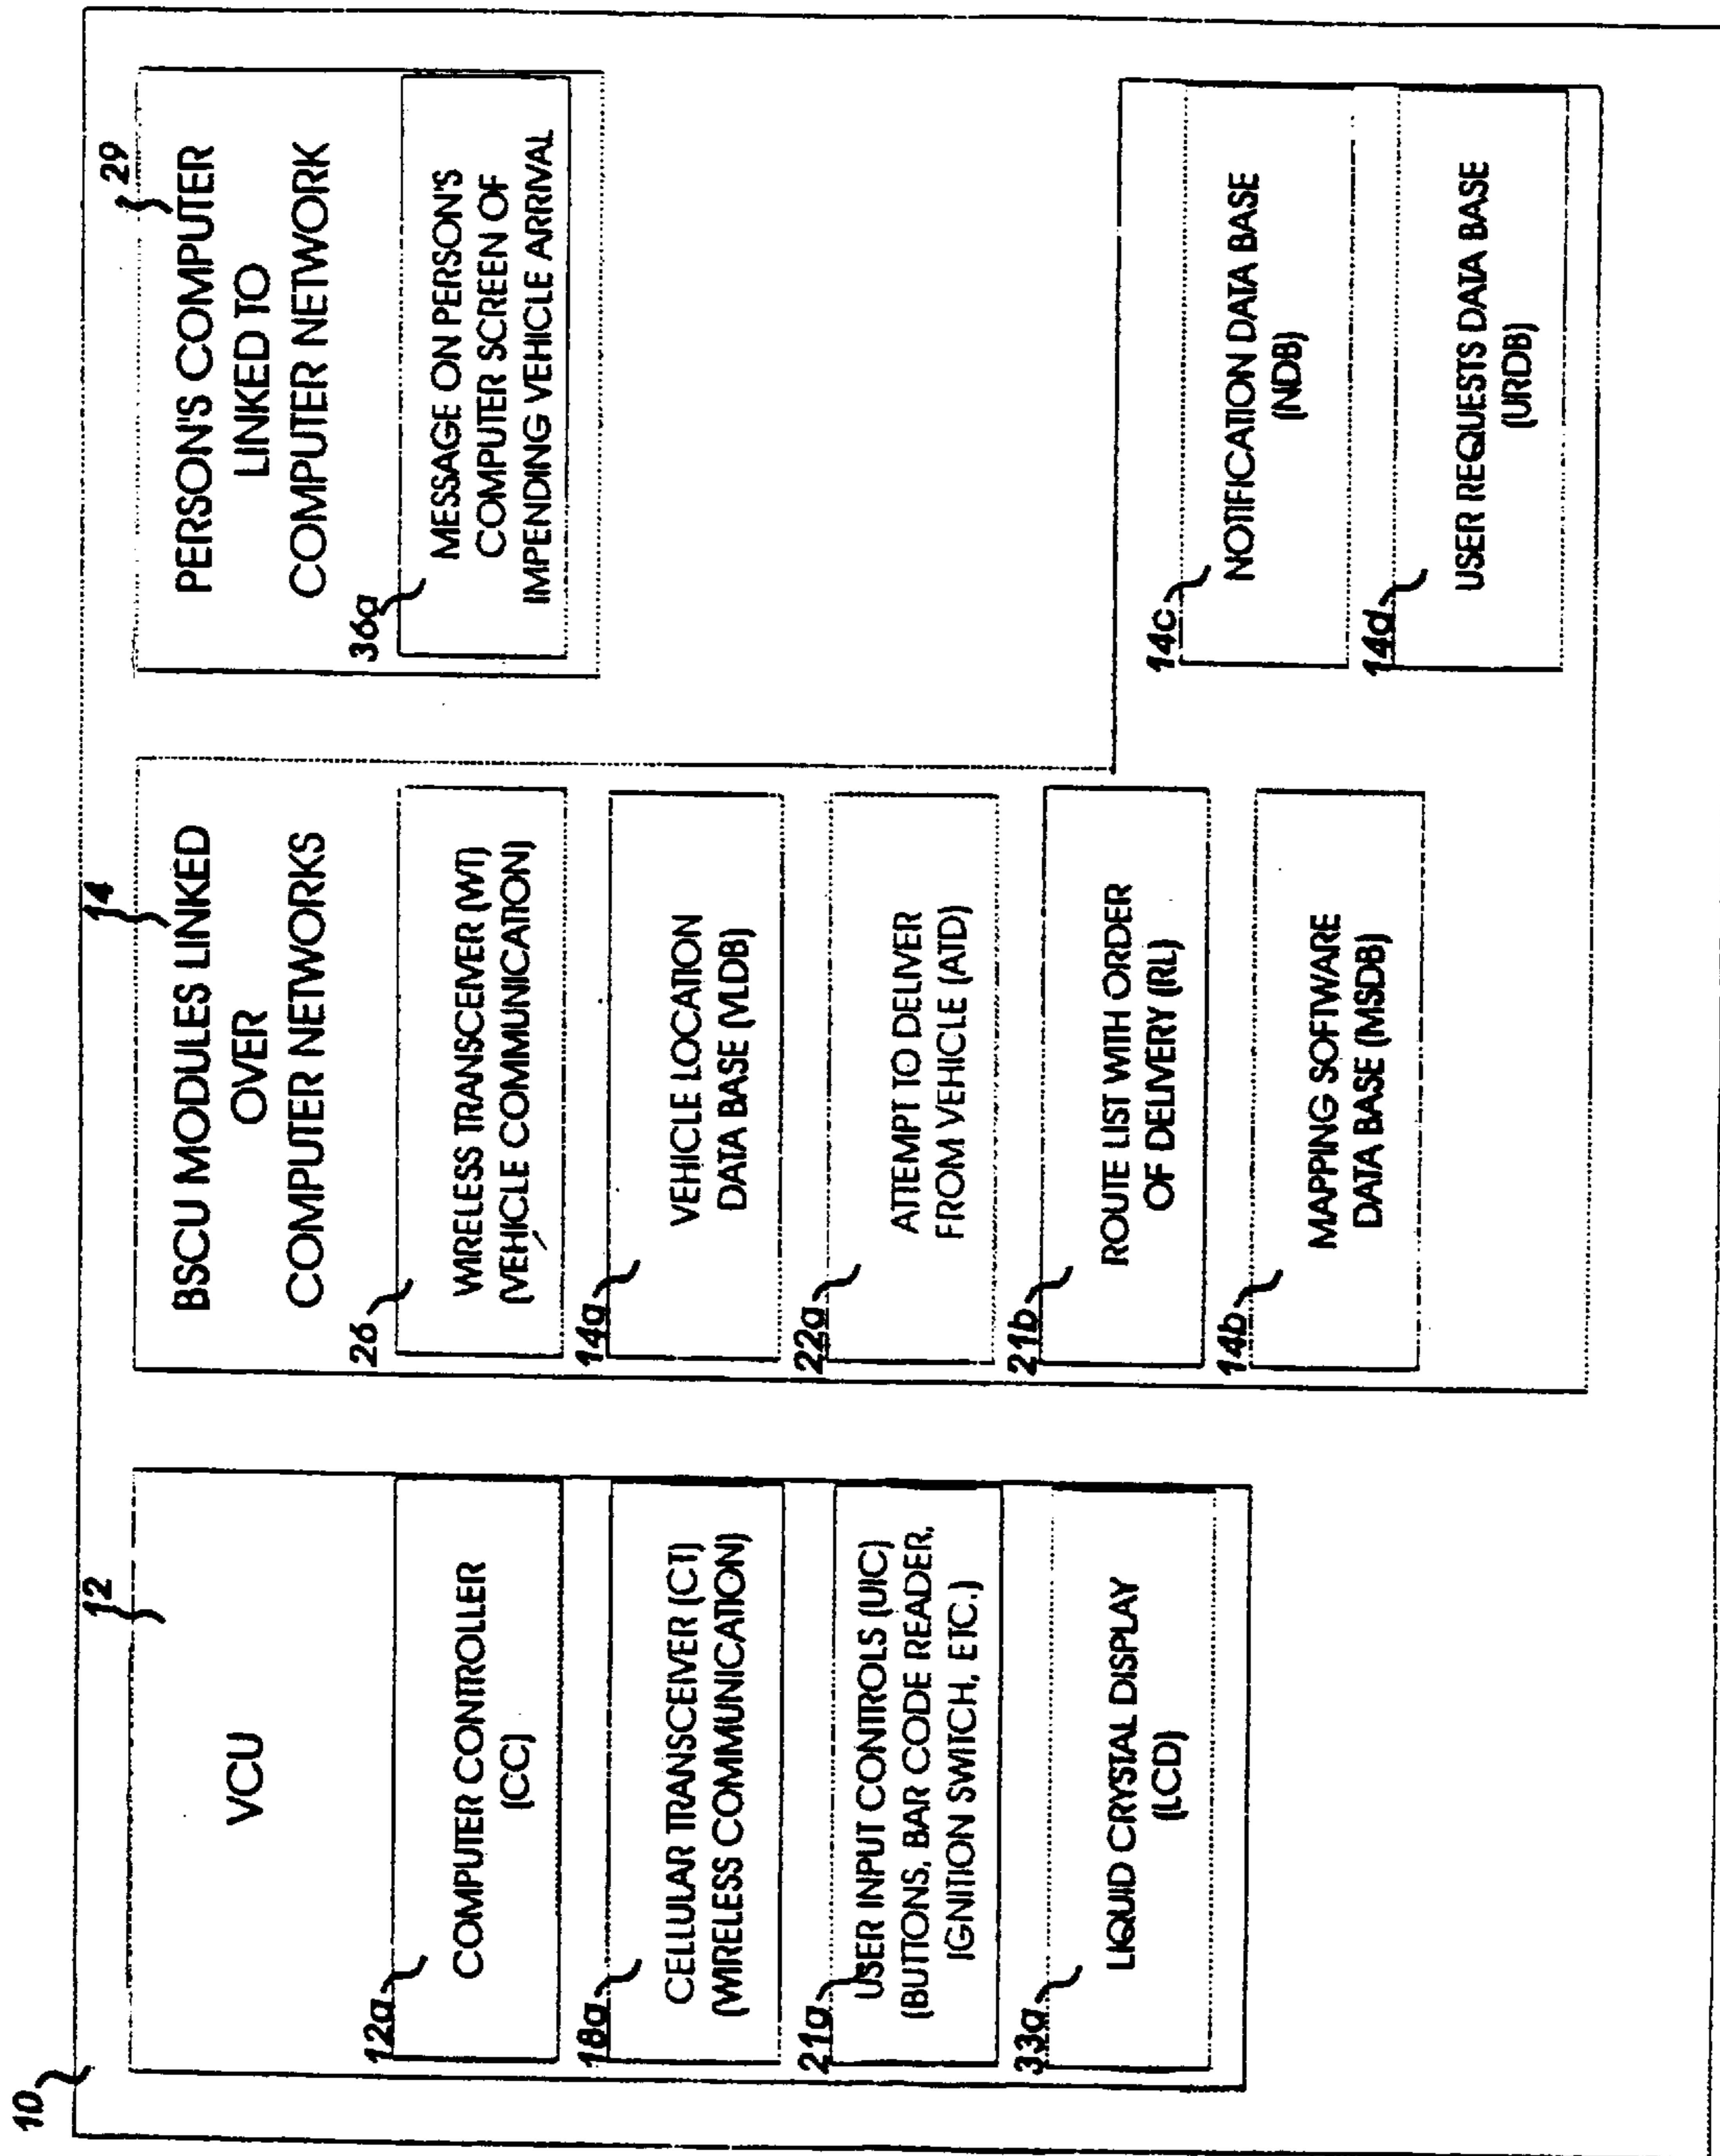 10
12
VCU
12a
COMPUTER CONTROLLER
(CC)
18a
CELLULAR TRANSCEIVER (CT)
(WIRELESS COMMUNICATION)
21a
USER INPUT CONTROLS (UIC)
(BUTTONS, BAR CODE READER,
IGNITION SWITCH, ETC.)
33a
LIQUID CRYSTAL DISPLAY
(LCD)
14
BSCU MODULES LINKED
OVER
COMPUTER NETWORKS
26
WIRELESS TRANSCEIVER (WT)
(VEHICLE COMMUNICATION)
14a
VEHICLE LOCATION
DATA BASE (VLDB)
22a
ATTEMPT TO DELIVER
FROM VEHICLE (ATD)
21b
ROUTE LIST WITH ORDER
OF DELIVERY (RL)
14b
MAPPING SOFTWARE
DATA BASE (MSDB)
29
PERSON'S COMPUTER
LINKED TO
COMPUTER NETWORK
36a
MESSAGE ON PERSON'S
COMPUTER SCREEN OF
IMPENDING VEHICLE ARRIVAL
14c
NOTIFICATION DATA BASE
(NDB)
14d
USER REQUESTS DATA BASE
(URDB)